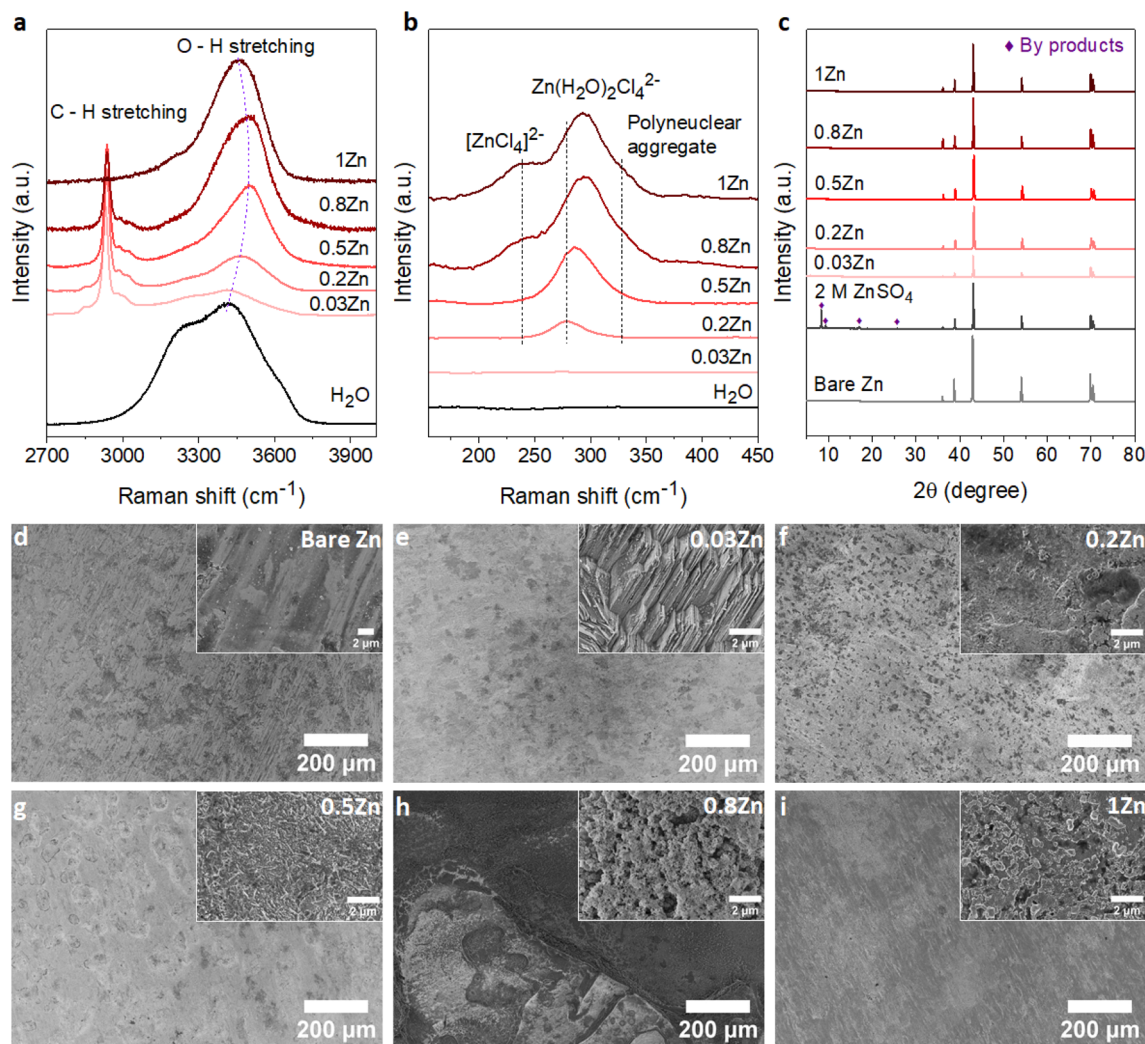 a
O - H stretching
C - H stretching
1Zn
0.8Zn
0.5Zn
0.2Zn
0.03Zn
H₂O
Intensity (a.u.)
2700 3000 3300 3600 3900
Raman shift (cm⁻¹)
b
Zn(H₂O)₂Cl₄²⁻
[ZnCl₄]²⁻
Polyneuclear
aggregate
1Zn
0.8Zn
0.5Zn
0.2Zn
0.03Zn
H₂O
Intensity (a.u.)
200 250 300 350 400 450
Raman shift (cm⁻¹)
c
♦ By products
1Zn
0.8Zn
0.5Zn
0.2Zn
0.03Zn
2 M ZnSO₄
Bare Zn
Intensity (a.u.)
10 20 30 40 50 60 70 80
2θ (degree)
d
Bare Zn
2 µm
200 µm
e
0.03Zn
2 µm
200 µm
f
0.2Zn
2 µm
200 µm
g
0.5Zn
2 µm
200 µm
h
0.8Zn
2 µm
200 µm
i
1Zn
2 µm
200 µm